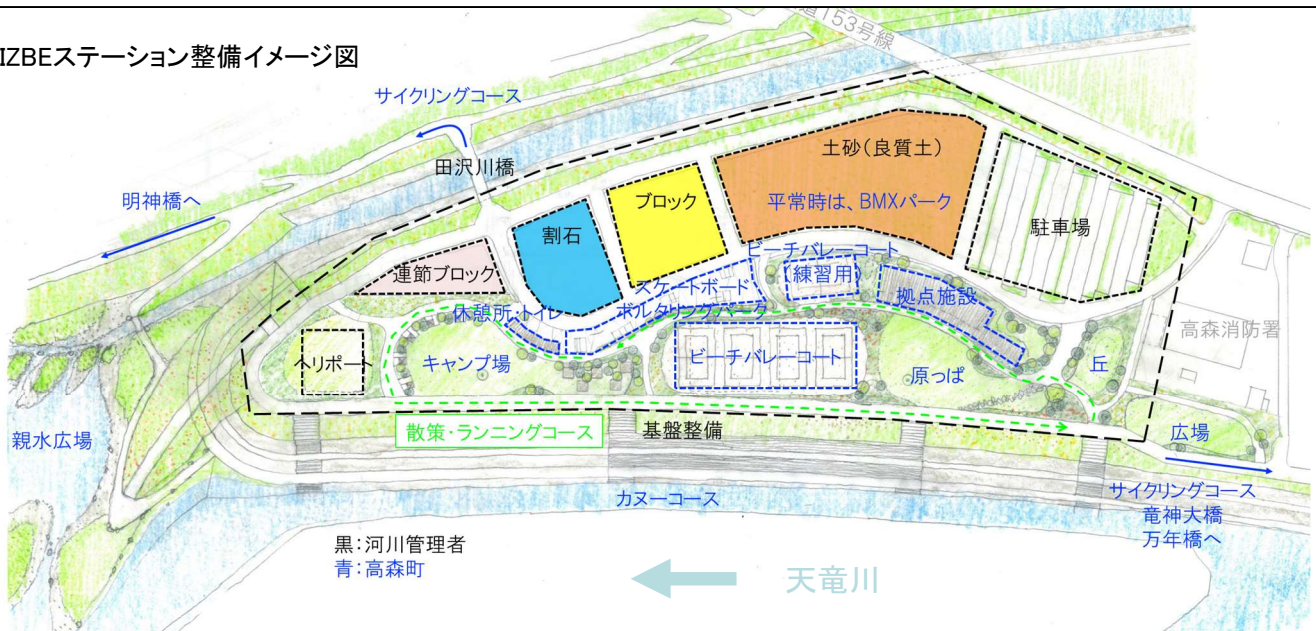 IZBEステーション整備イメージ図
道153号線
サイクリングコース
田沢川橋
明神橋へ
土砂(良質土)
平常時は、BMXパーク
ブロック
割石
駐車場
連節ブロック
ビーチバレーコート
(練習用)
スケートボード
ボルダリングパーク
拠点施設
休憩所・トイレ
高森消防署
ヘリポート
キャンプ場
ビーチバレーコート
原っぱ
丘
散策・ランニングコース
基盤整備
広場
親水広場
カヌーコース
サイクリングコース
竜神大橋
万年橋へ
黒:河川管理者
青:高森町
天竜川